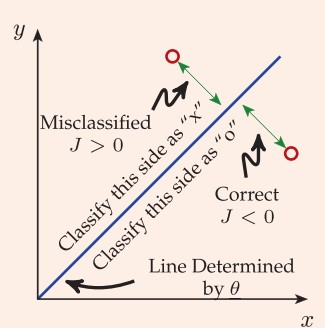 y
Misclassified
J > 0
Classify this side as "x"
Classify this side as "o"
Correct
J < 0
Line Determined
by θ
x